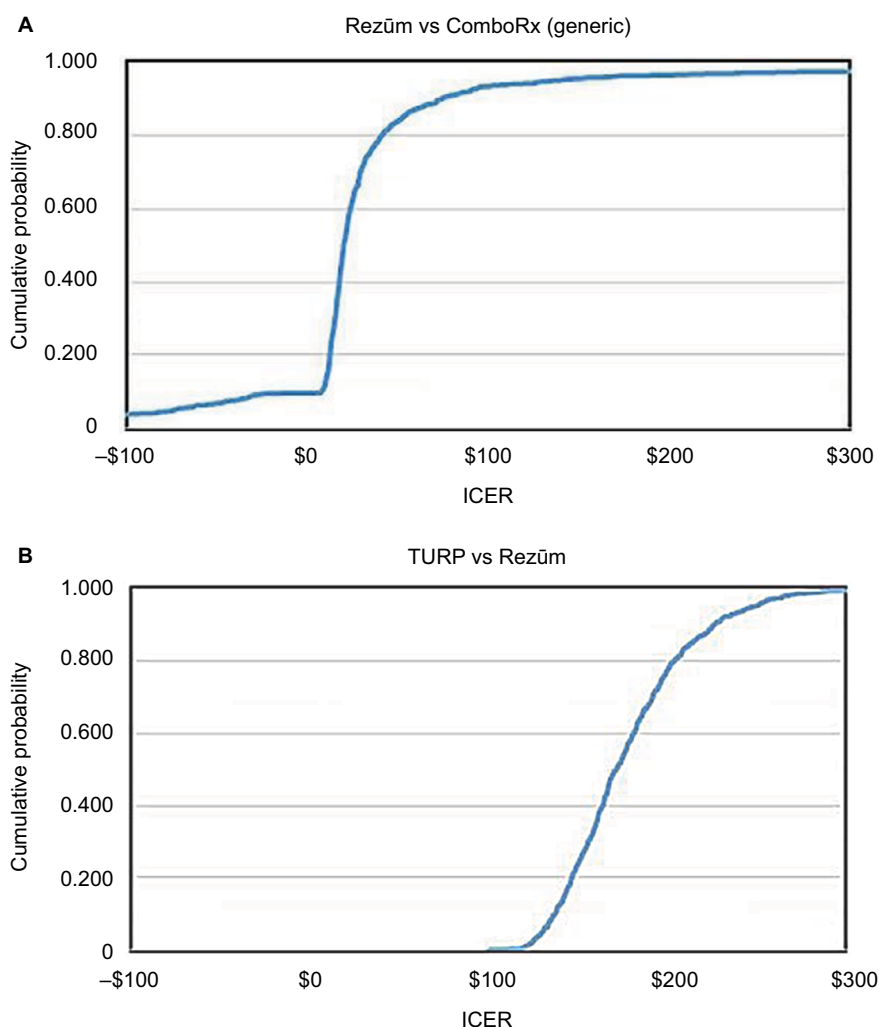 A
Rezūm vs ComboRx (generic)
1.000
0.800
0.600
0.400
0.200
0
Cumulative probability
–$100 $0 $100 $200 $300
ICER
B
TURP vs Rezūm
1.000
0.800
0.600
0.400
0.200
0
Cumulative probability
–$100 $0 $100 $200 $300
ICER